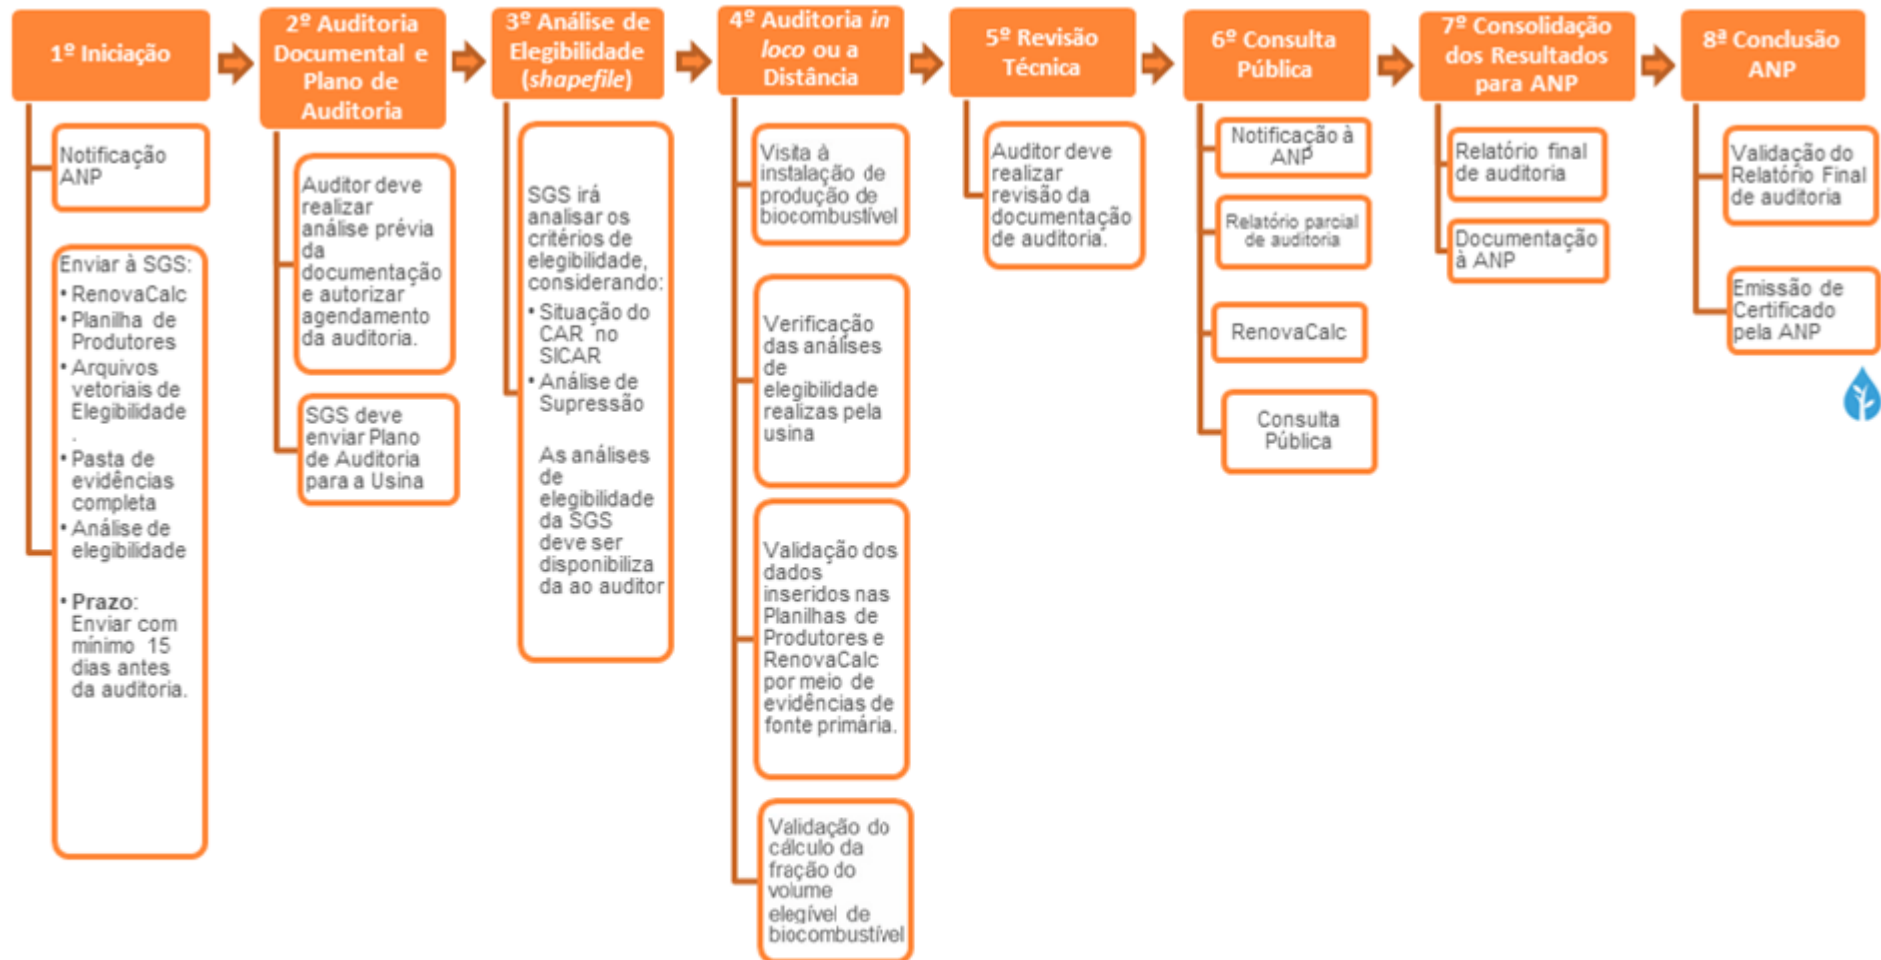 1º Iniciação
Notificação
ANP
Enviar à SGS:
• RenovaCalc
• Planilha de
Produtores
• Arquivos
vetoriais de
Elegibilidade
.
• Pasta de
evidências
completa
• Análise de
elegibilidade
• Prazo:
Enviar com
mínimo 15
dias antes
da auditoria.
2º Auditoria
Documental e
Plano de
Auditoria
Auditor deve
realizar
análise prévia
da
documentação
e autorizar
agendamento
da auditoria.
SGS deve
enviar Plano
de Auditoria
para a Usina
3º Análise de
Elegibilidade
(shapefile)
SGS irá
analisar os
critérios de
elegibilidade,
considerando:
• Situação do
CAR no
SICAR
• Análise de
Supressão
As análises
de
elegibilidade
da SGS
deve ser
disponibiliza
da ao auditor
4º Auditoria in
loco ou a
Distância
Visita à
instalação de
produção de
biocombustível
Verificação
das análises
de
elegibilidade
realizas pela
usina
Validação dos
dados
inseridos nas
Planilhas de
Produtores e
RenovaCalc
por meio de
evidências de
fonte primária.
Validação do
cálculo da
fração do
volume
elegível de
biocombustível
5º Revisão
Técnica
Auditor deve
realizar
revisão da
documentação
de auditoria.
6º Consulta
Pública
Notificação à
ANP
Relatório parcial
de auditoria
RenovaCalc
Consulta
Pública
7º Consolidação
dos Resultados
para ANP
Relatório final
de auditoria
Documentação
à ANP
8ª Conclusão
ANP
Validação do
Relatório Final
de auditoria
Emissão de
Certificado
pela ANP